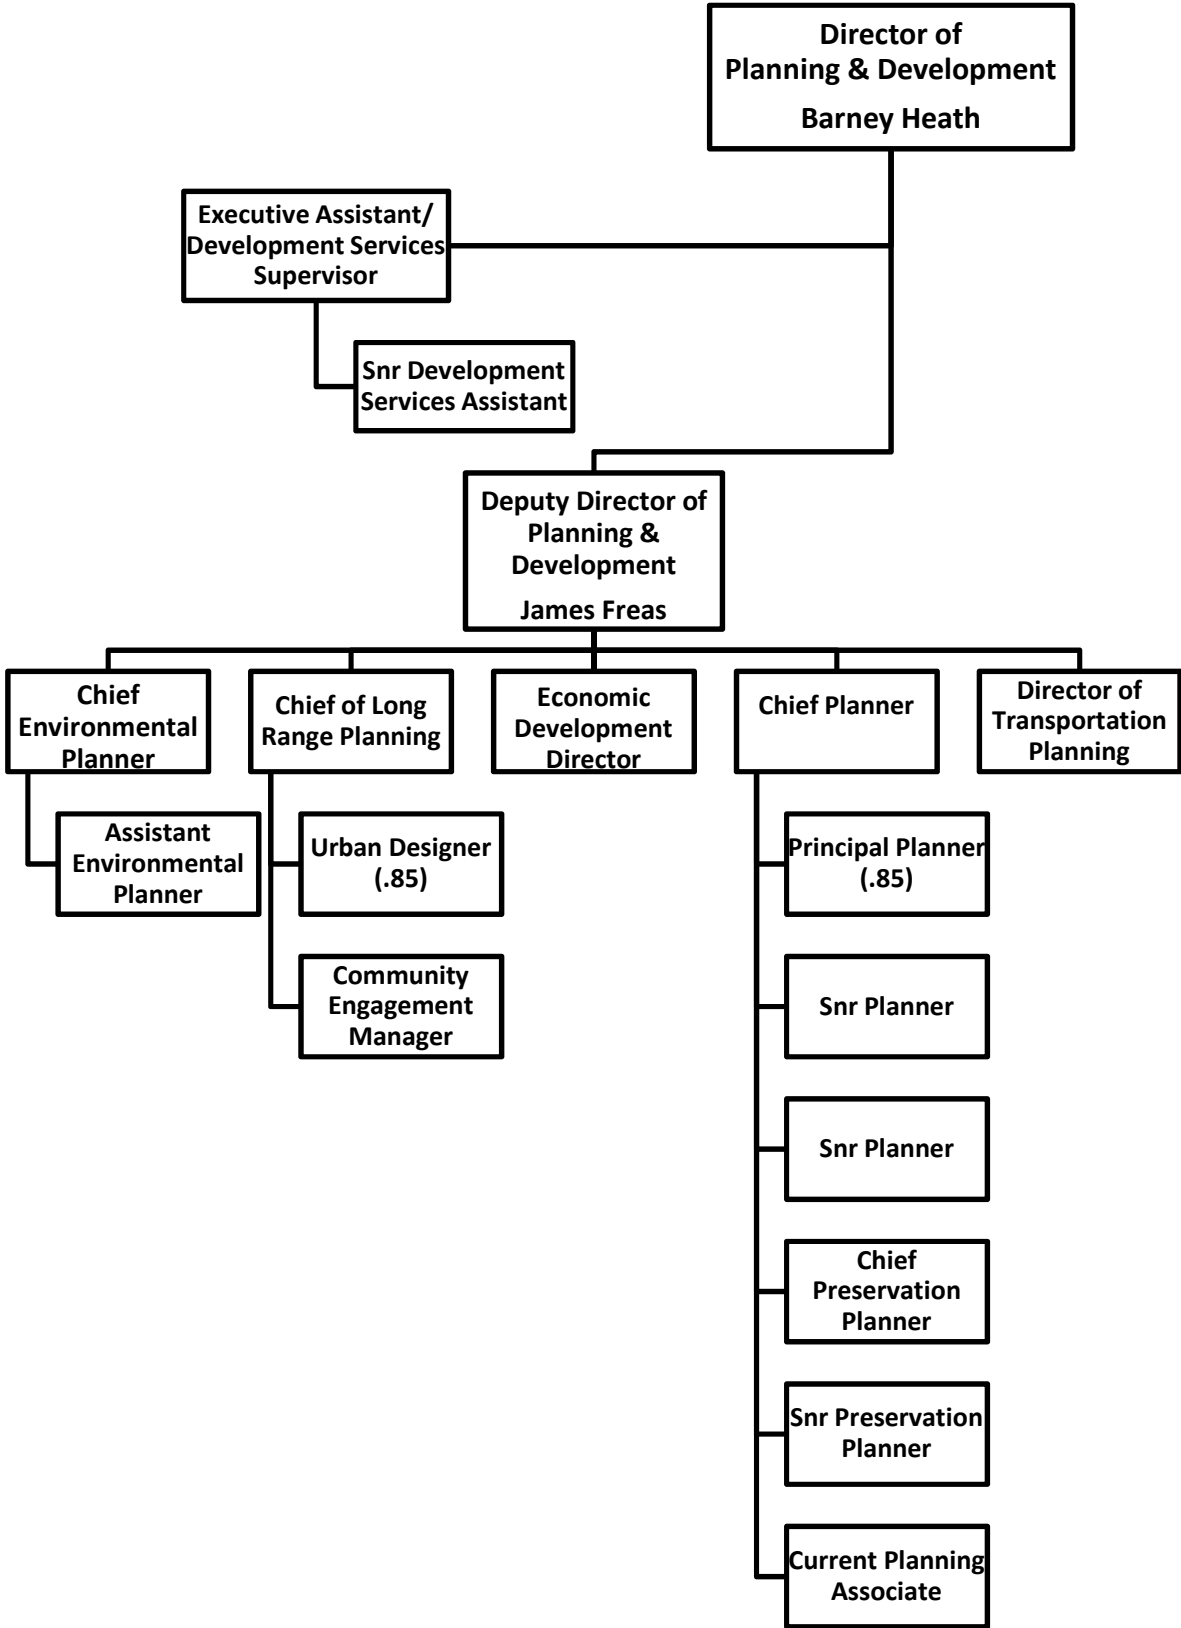 Director of
Planning & Development
Barney Heath
Executive Assistant/
Development Services
Supervisor
Snr Development
Services Assistant
Deputy Director of
Planning &
Development
James Freas
Chief
Environmental
Planner
Chief of Long
Range Planning
Economic
Development
Director
Chief Planner
Director of
Transportation
Planning
Assistant
Environmental
Planner
Urban Designer
(.85)
Principal Planner
(.85)
Community
Engagement
Manager
Snr Planner
Snr Planner
Chief
Preservation
Planner
Snr Preservation
Planner
Current Planning
Associate